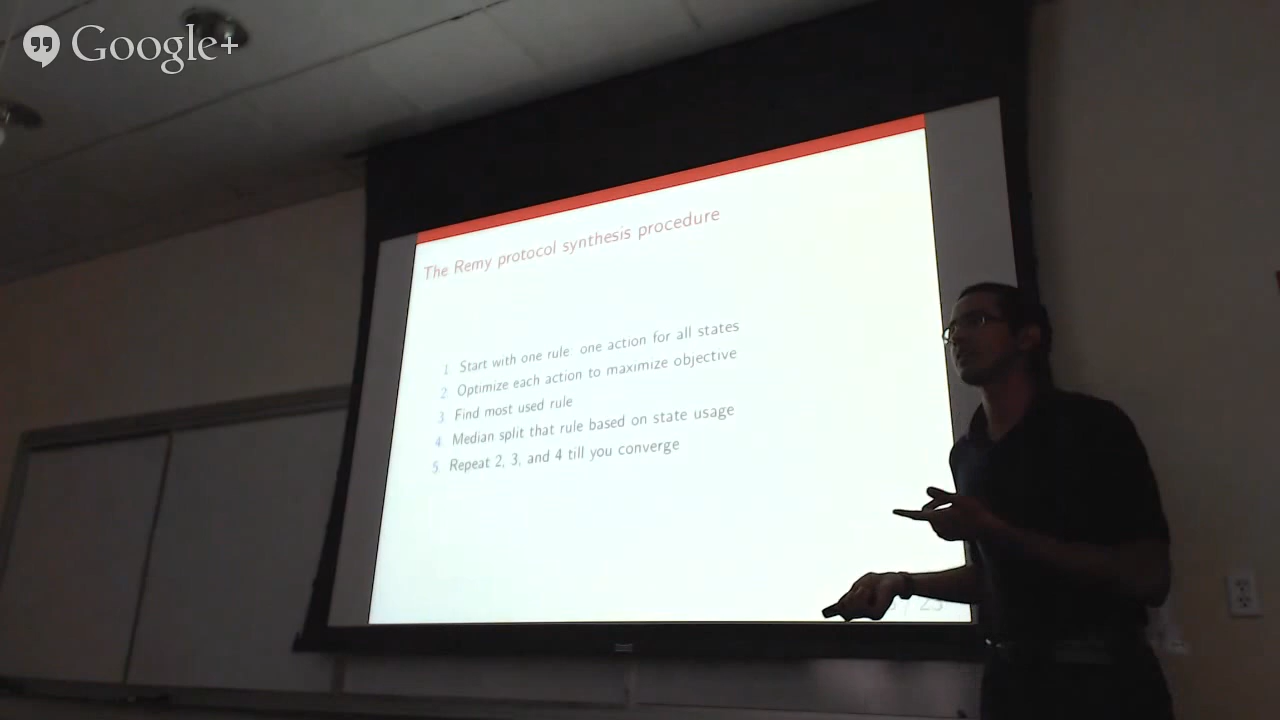 Google+
The Remy protocol synthesis procedure
1 Start with one rule: one action for all states
2 Optimize each action to maximize objective
3 Find most used rule
4 Median split that rule based on state usage
5 Repeat 2, 3, and 4 till you converge
/ 23